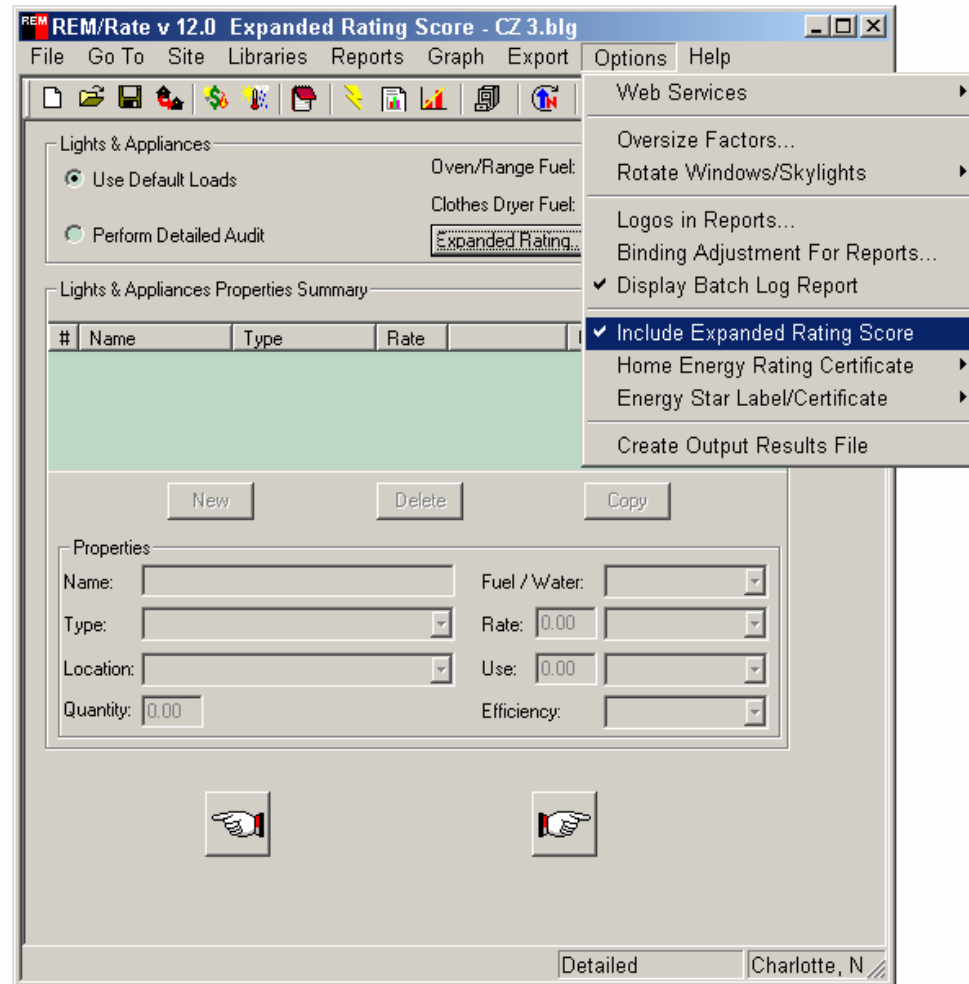 REM REM/Rate v 12.0 Expanded Rating Score - CZ 3.blg
File Go To Site Libraries Reports Graph Export Options Help
Web Services
Oversize Factors...
Rotate Windows/Skylights
Logos in Reports...
Binding Adjustment For Reports...
Display Batch Log Report
Include Expanded Rating Score
Home Energy Rating Certificate
Energy Star Label/Certificate
Create Output Results File
Lights & Appliances
Use Default Loads
Perform Detailed Audit
Oven/Range Fuel:
Clothes Dryer Fuel:
Expanded Rating..
Lights & Appliances Properties Summary
# Name Type Rate
New Delete Copy
Properties
Name: Fuel / Water:
Type: Rate: 0.00
Location: Use: 0.00
Quantity: 0.00 Efficiency:
Detailed Charlotte, N